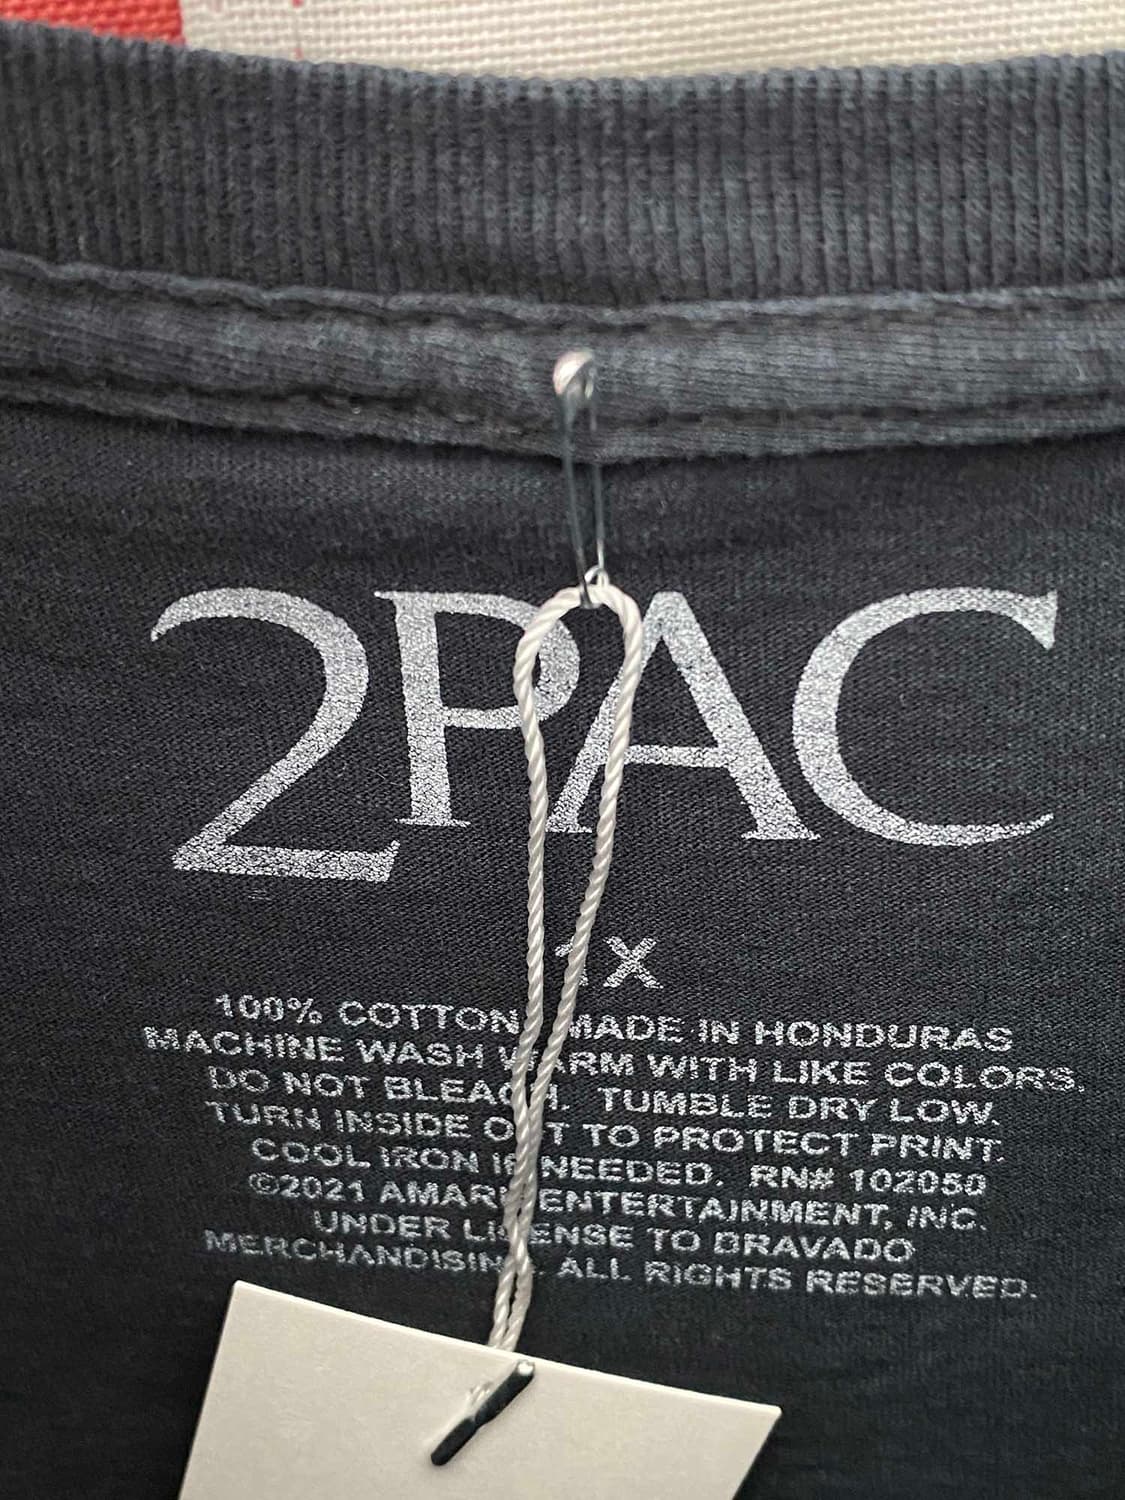 2PAC
1X
100% COTTON MADE IN HONDURAS
MACHINE WASH WARM WITH LIKE COLORS.
DO NOT BLEACH. TUMBLE DRY LOW.
TURN INSIDE OUT TO PROTECT PRINT.
COOL IRON IF NEEDED. RN# 102050
©2021 AMARU ENTERTAINMENT, INC.
UNDER LICENSE TO BRAVADO
MERCHANDISING. ALL RIGHTS RESERVED.